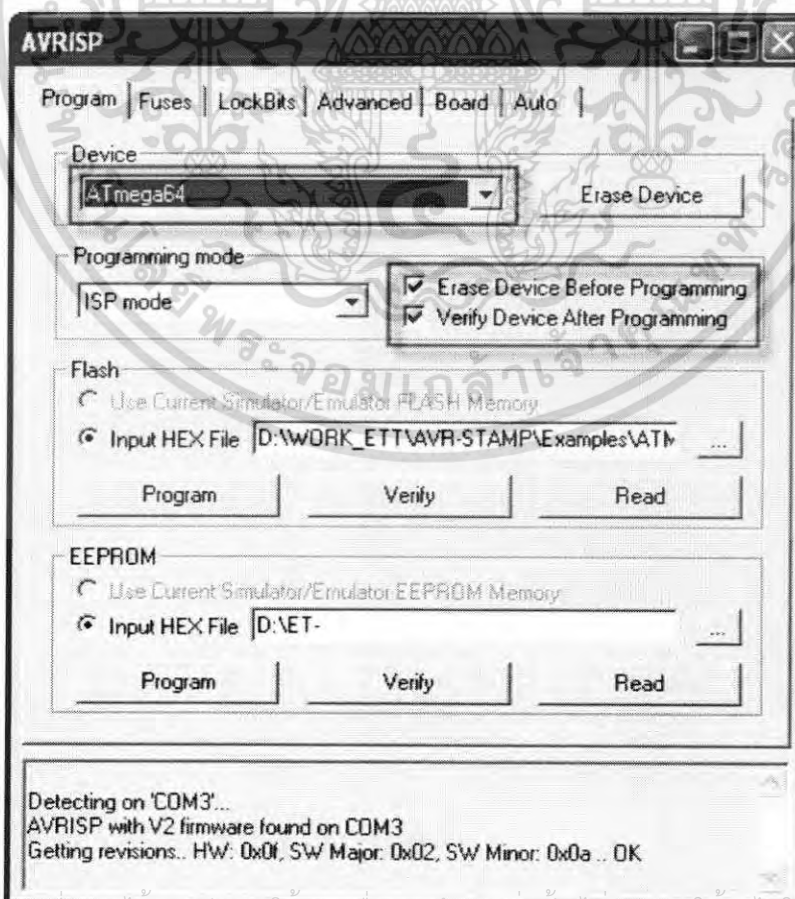 AVRISP
Program Fuses LockBits Advanced Board Auto
Device
ATmega64
Erase Device
Programming mode
ISP mode
Erase Device Before Programming
Verify Device After Programming
Flash
Use Current Simulator/Emulator FLASH Memory
Input HEX File D:\WORK_ETT\AVR-STAMP\Examples\ATM ...
Program Verify Read
EEPROM
Use Current Simulator/Emulator EEPROM Memory
Input HEX File D:\ET- ...
Program Verify Read
Detecting on 'COM3'...
AVRISP with V2 firmware found on COM3
Getting revisions.. HW: 0x0f, SW Major: 0x02, SW Minor: 0x0a .. OK